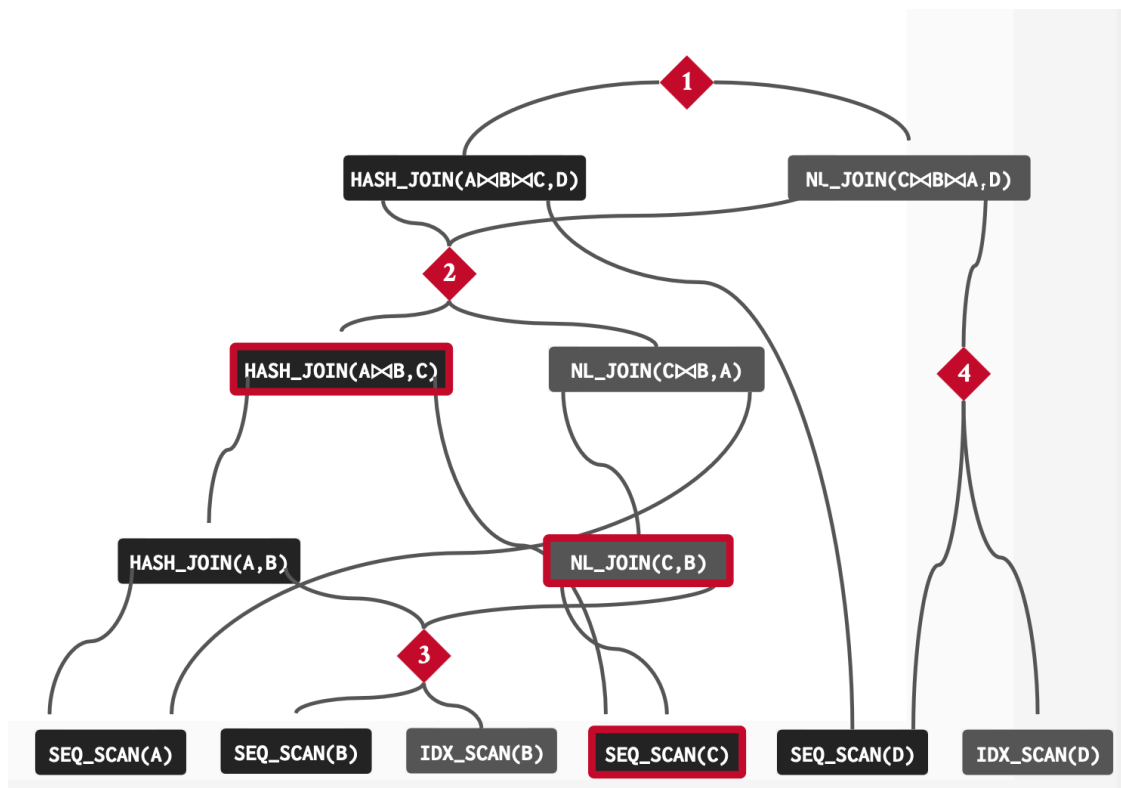 1
HASH_JOIN(A⋈B⋈C,D)
NL_JOIN(C⋈B⋈A,D)
2
HASH_JOIN(A⋈B,C)
NL_JOIN(C⋈B,A)
4
HASH_JOIN(A,B)
NL_JOIN(C,B)
3
SEQ_SCAN(A)
SEQ_SCAN(B)
IDX_SCAN(B)
SEQ_SCAN(C)
SEQ_SCAN(D)
IDX_SCAN(D)